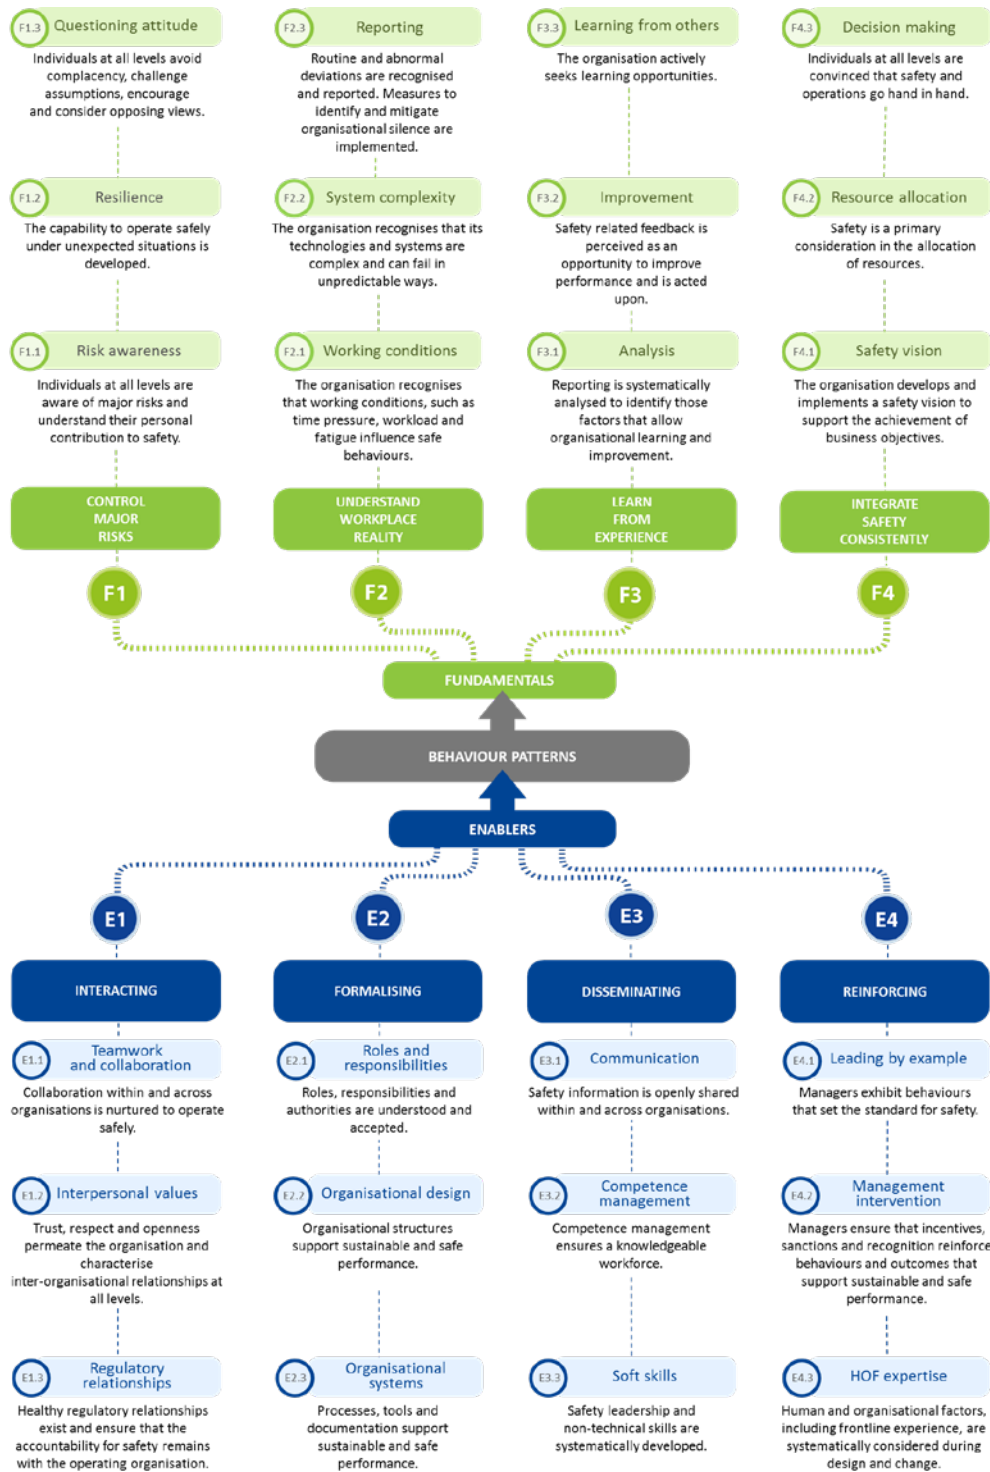 F1.3 Questioning attitude
Individuals at all levels avoid
complacency, challenge
assumptions, encourage
and consider opposing views.
F2.3 Reporting
Routine and abnormal
deviations are recognised
and reported. Measures to
identify and mitigate
organisational silence are
implemented.
F3.3 Learning from others
The organisation actively
seeks learning opportunities.
F4.3 Decision making
Individuals at all levels are
convinced that safety and
operations go hand in hand.
F1.2 Resilience
The capability to operate safely
under unexpected situations is
developed.
F2.2 System complexity
The organisation recognises that its
technologies and systems are
complex and can fail in
unpredictable ways.
F3.2 Improvement
Safety related feedback is
perceived as an
opportunity to improve
performance and is acted
upon.
F4.2 Resource allocation
Safety is a primary
consideration in the allocation
of resources.
F1.1 Risk awareness
Individuals at all levels are
aware of major risks and
understand their personal
contribution to safety.
F2.1 Working conditions
The organisation recognises
that working conditions, such as
time pressure, workload and
fatigue influence safe
behaviours.
F3.1 Analysis
Reporting is systematically
analysed to identify those
factors that allow
organisational learning and
improvement.
F4.1 Safety vision
The organisation develops and
implements a safety vision to
support the achievement of
business objectives.
CONTROL
MAJOR
RISKS
UNDERSTAND
WORKPLACE
REALITY
LEARN
FROM
EXPERIENCE
INTEGRATE
SAFETY
CONSISTENTLY
F1
F2
F3
F4
FUNDAMENTALS
BEHAVIOUR PATTERNS
ENABLERS
E1
E2
E3
E4
INTERACTING
FORMALISING
DISSEMINATING
REINFORCING
E1.1 Teamwork
and collaboration
Collaboration within and across
organisations is nurtured to operate
safely.
E2.1 Roles and
responsibilities
Roles, responsibilities and
authorities are understood and
accepted.
E3.1 Communication
Safety information is openly shared
within and across organisations.
E4.1 Leading by example
Managers exhibit behaviours
that set the standard for safety.
E1.2 Interpersonal values
Trust, respect and openness
permeate the organisation and
characterise
inter-organisational relationships at
all levels.
E2.2 Organisational design
Organisational structures
support sustainable and safe
performance.
E3.2 Competence
management
Competence management
ensures a knowledgeable
workforce.
E4.2 Management
intervention
Managers ensure that incentives,
sanctions and recognition reinforce
behaviours and outcomes that
support sustainable and safe
performance.
E1.3 Regulatory
relationships
Healthy regulatory relationships
exist and ensure that the
accountability for safety remains
with the operating organisation.
E2.3 Organisational
systems
Processes, tools and
documentation support
sustainable and safe
performance.
E3.3 Soft skills
Safety leadership and
non-technical skills are
systematically developed.
E4.3 HOF expertise
Human and organisational factors,
including frontline experience, are
systematically considered during
design and change.